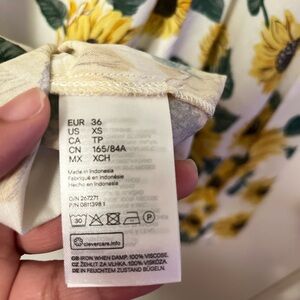 EUR 36
US XS
CA TP
CN 165/84A
MX XCH
Made in Indonesia
Fabriqué en Indonésie
Hecho en Indonesia
O/N 267271
P/N 0811398 1
30
P
clevercare.info
GB-IRON WHEN DAMP. 100% VISCOSE.
CZ-ŽEHLIT ZA VLHKA. 100% VISKÓZA.
DE-IN FEUCHTEM ZUSTAND BÜGELN.